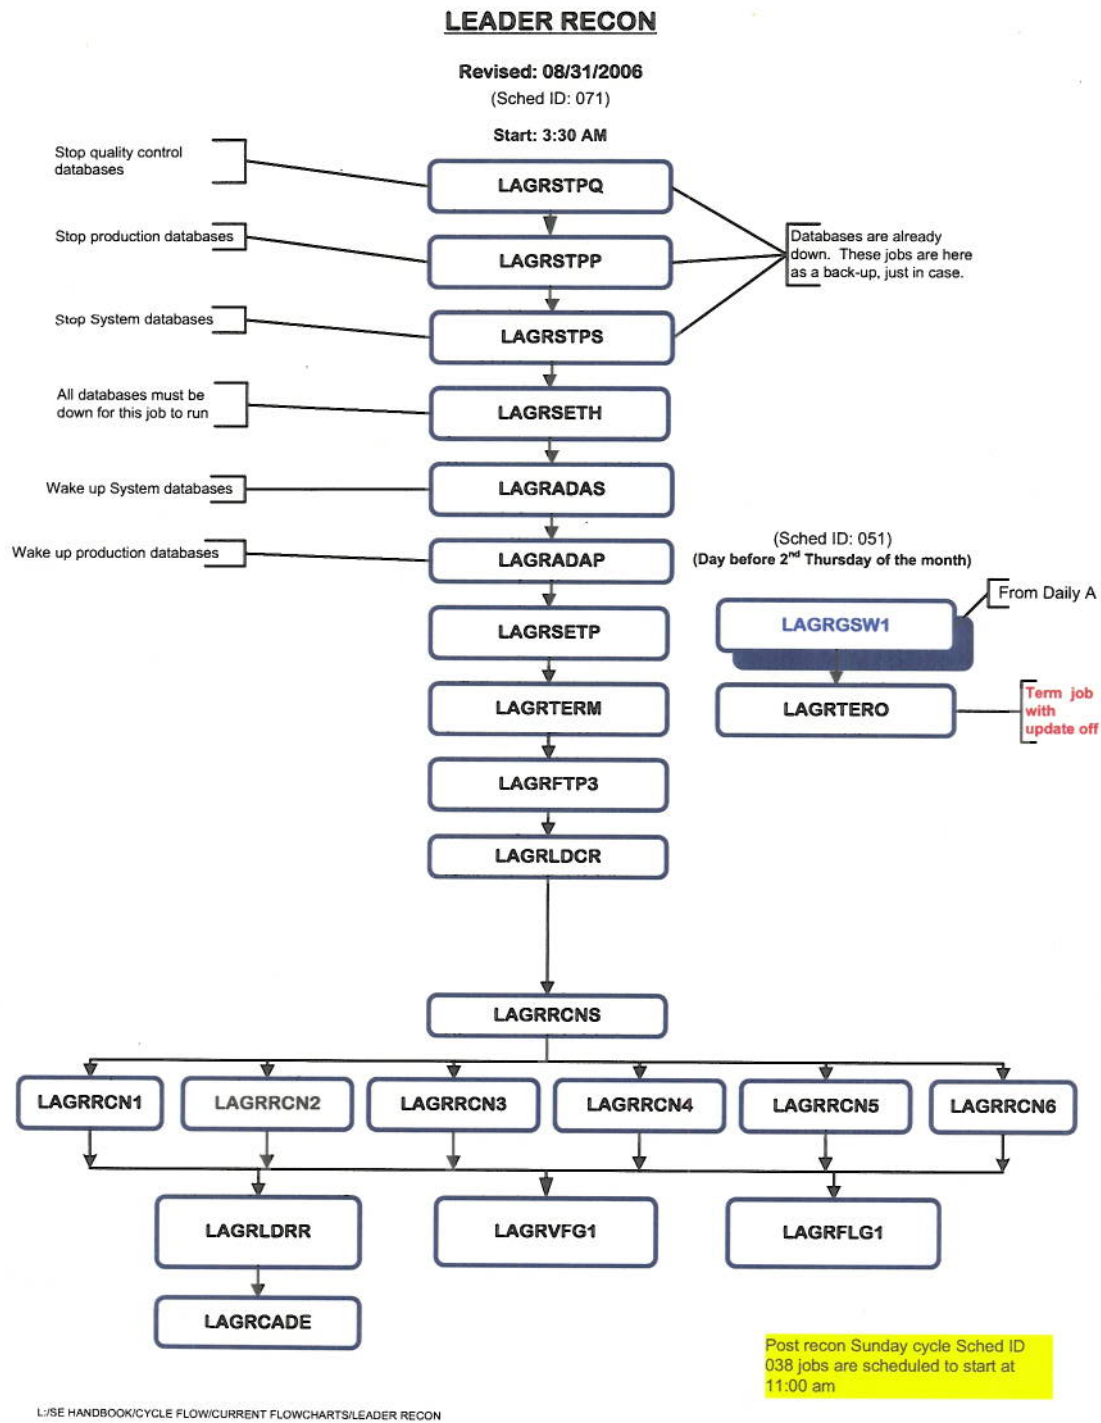 LEADER RECON
Revised: 08/31/2006
(Sched ID: 071)
Start: 3:30 AM
Stop quality control
databases
LAGRSTPQ
Stop production databases
LAGRSTPP
Databases are already
down. These jobs are here
as a back-up, just in case.
Stop System databases
LAGRSTPS
All databases must be
down for this job to run
LAGRSETH
Wake up System databases
LAGRADAS
Wake up production databases
LAGRADAP
(Sched ID: 051)
(Day before 2nd Thursday of the month)
From Daily A
LAGRSETP
LAGRGSW1
LAGRTERM
LAGRTERO
Term job
with
update off
LAGRFTP3
LAGRLDCR
LAGRRCNS
LAGRRCN1
LAGRRCN2
LAGRRCN3
LAGRRCN4
LAGRRCN5
LAGRRCN6
LAGRLDRR
LAGRVFG1
LAGRFLG1
LAGRCADE
Post recon Sunday cycle Sched ID
038 jobs are scheduled to start at
11:00 am
L:/SE HANDBOOK/CYCLE FLOW/CURRENT FLOWCHARTS/LEADER RECON